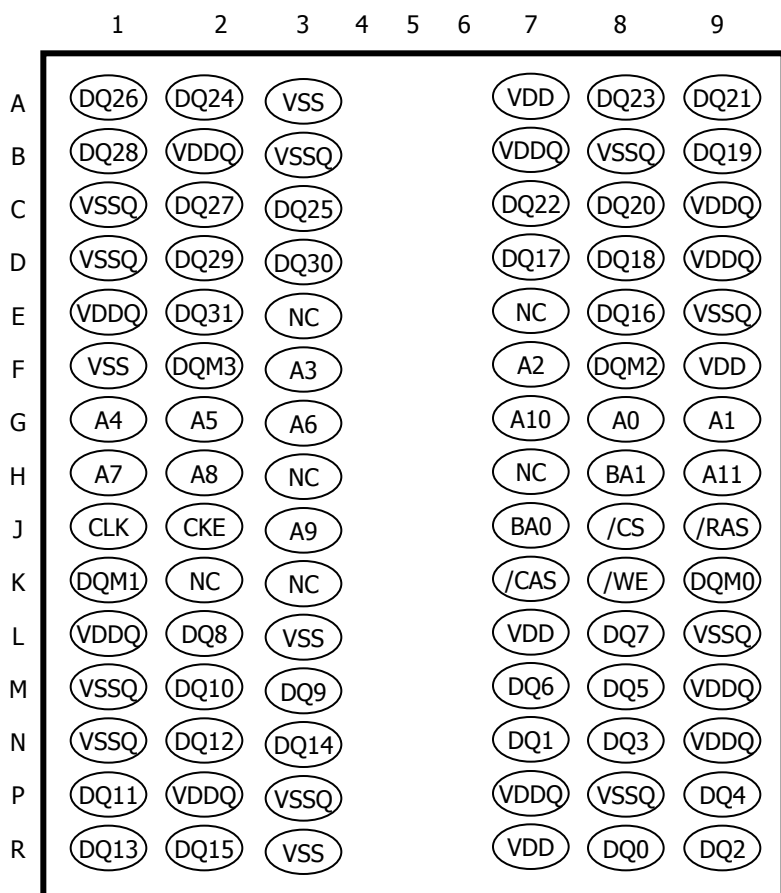 1 2 3 4 5 6 7 8 9
A DQ26 DQ24 VSS VDD DQ23 DQ21
B DQ28 VDDQ VSSQ VDDQ VSSQ DQ19
C VSSQ DQ27 DQ25 DQ22 DQ20 VDDQ
D VSSQ DQ29 DQ30 DQ17 DQ18 VDDQ
E VDDQ DQ31 NC NC DQ16 VSSQ
F VSS DQM3 A3 A2 DQM2 VDD
G A4 A5 A6 A10 A0 A1
H A7 A8 NC NC BA1 A11
J CLK CKE A9 BA0 /CS /RAS
K DQM1 NC NC /CAS /WE DQM0
L VDDQ DQ8 VSS VDD DQ7 VSSQ
M VSSQ DQ10 DQ9 DQ6 DQ5 VDDQ
N VSSQ DQ12 DQ14 DQ1 DQ3 VDDQ
P DQ11 VDDQ VSSQ VDDQ VSSQ DQ4
R DQ13 DQ15 VSS VDD DQ0 DQ2